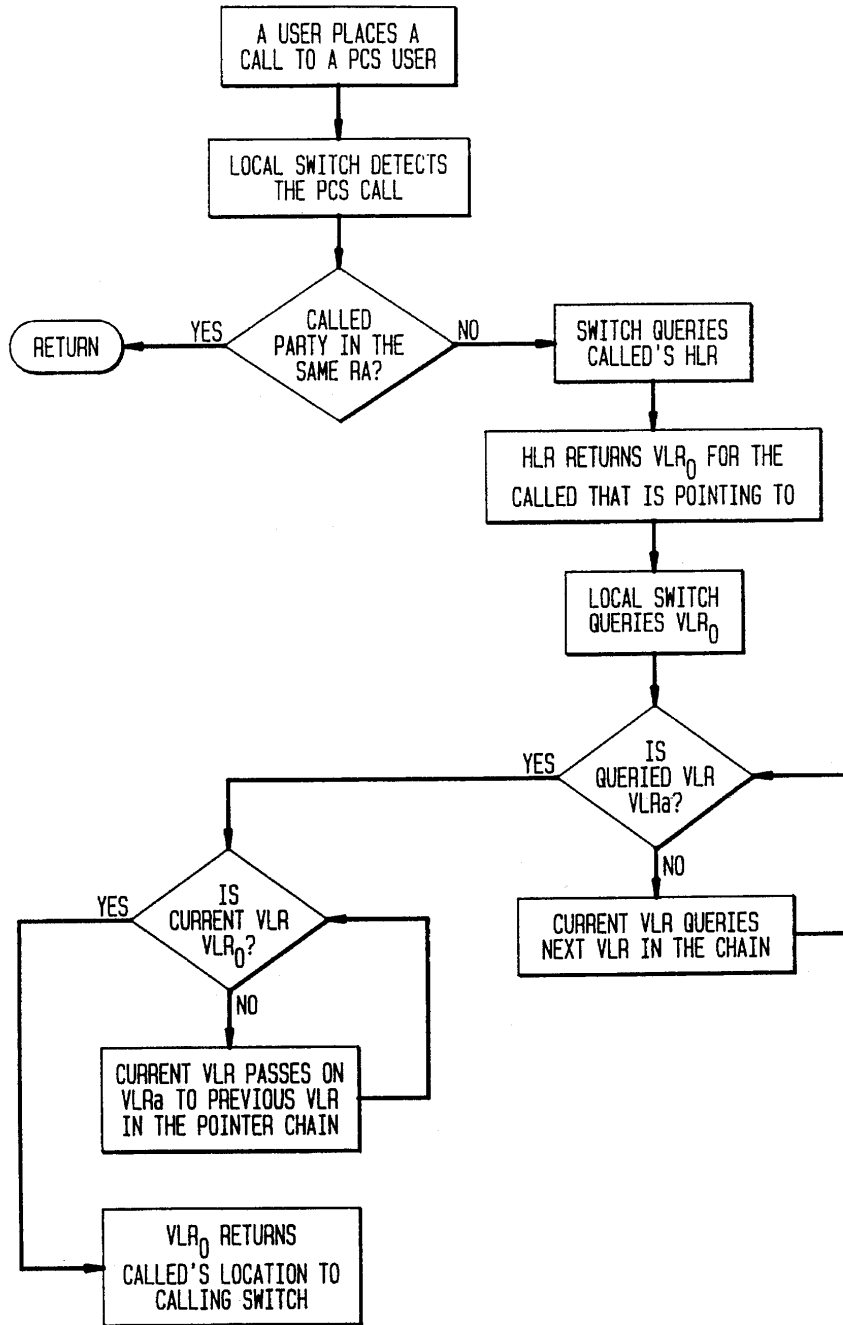 A USER PLACES A
CALL TO A PCS USER
LOCAL SWITCH DETECTS
THE PCS CALL
CALLED
PARTY IN THE
SAME RA?
YES
NO
RETURN
SWITCH QUERIES
CALLED'S HLR
HLR RETURNS VLR₀ FOR THE
CALLED THAT IS POINTING TO
LOCAL SWITCH
QUERIES VLR₀
IS
QUERIED VLR
VLRa?
YES
NO
CURRENT VLR QUERIES
NEXT VLR IN THE CHAIN
IS
CURRENT VLR
VLR₀?
YES
NO
CURRENT VLR PASSES ON
VLRa TO PREVIOUS VLR
IN THE POINTER CHAIN
VLR₀ RETURNS
CALLED'S LOCATION TO
CALLING SWITCH